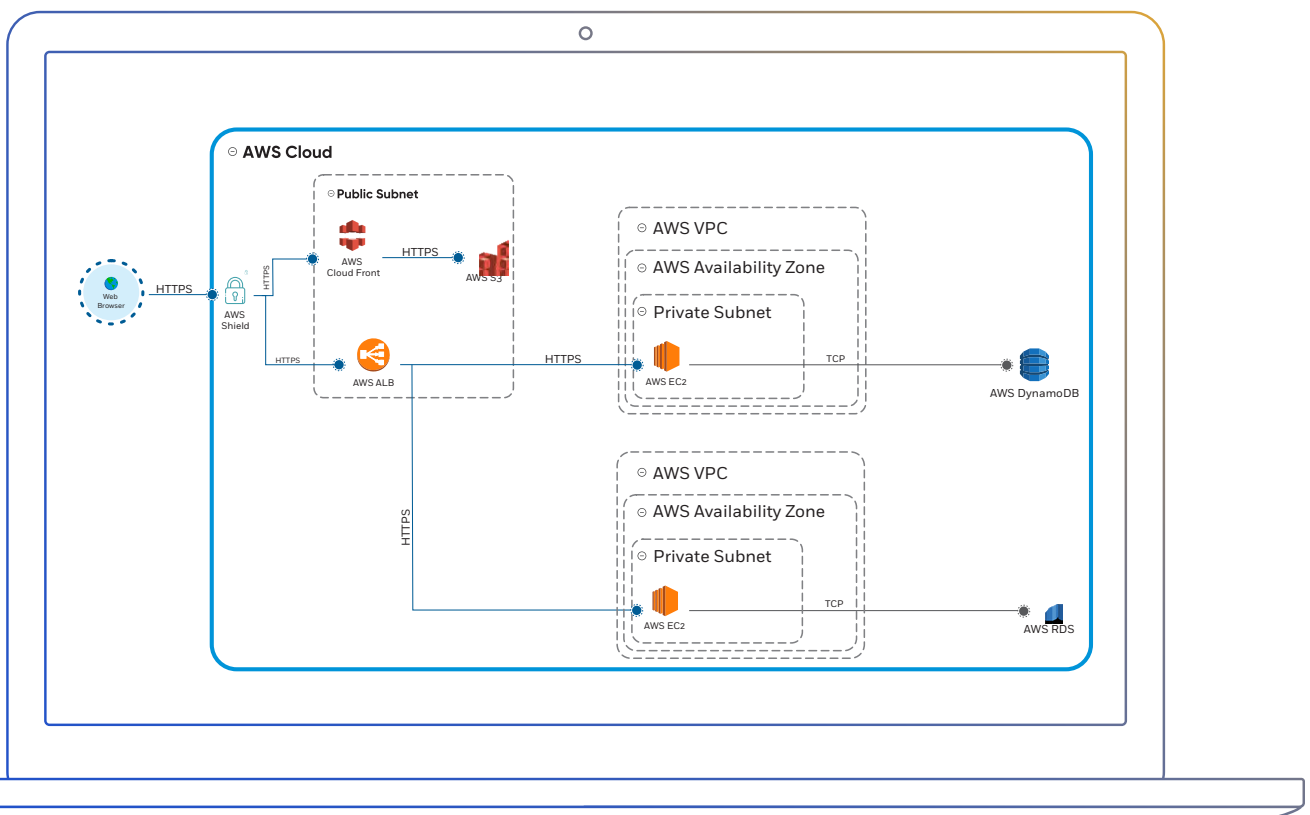 AWS Cloud
Public Subnet
AWS
Cloud Front
HTTPS
AWS S3
HTTPS
Web
Browser
HTTPS
AWS
Shield
HTTPS
AWS ALB
HTTPS
AWS VPC
AWS Availability Zone
Private Subnet
AWS EC2
TCP
AWS DynamoDB
HTTPS
AWS VPC
AWS Availability Zone
Private Subnet
AWS EC2
TCP
AWS RDS